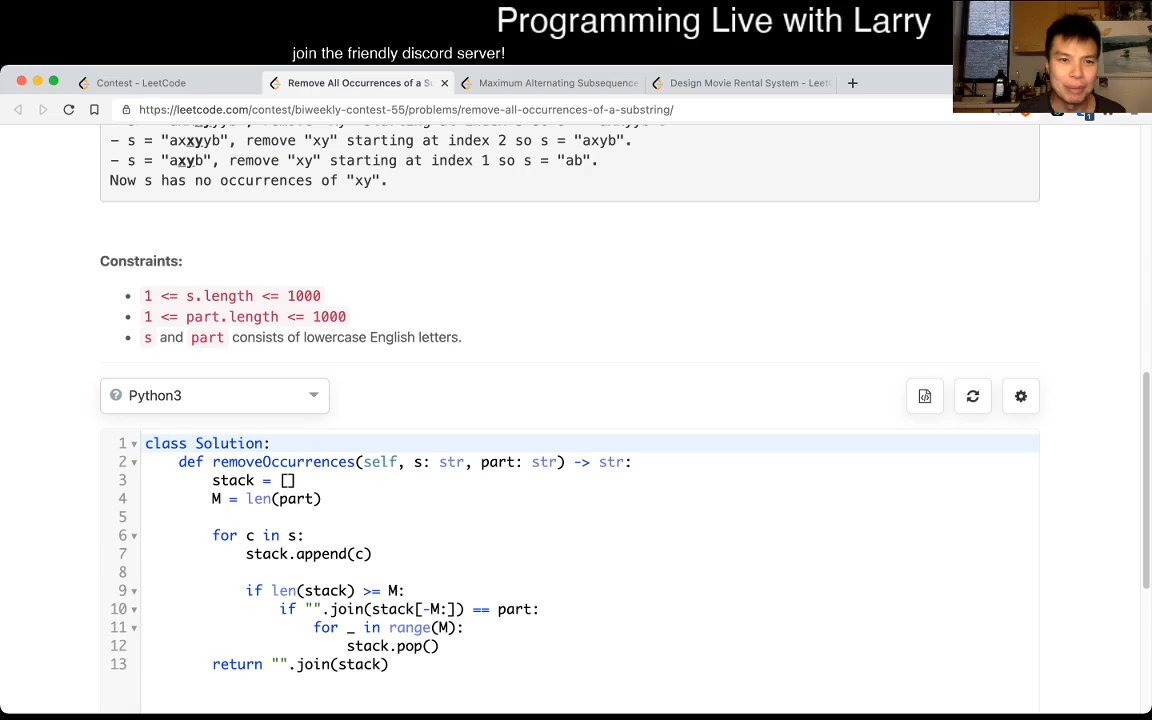 Programming Live with Larry
join the friendly discord server!
Contest - LeetCode
Remove All Occurrences of a Su
Maximum Alternating Subsequence
Design Movie Rental System - Leet
https://leetcode.com/contest/biweekly-contest-55/problems/remove-all-occurrences-of-a-substring/
- s = "axxyyb", remove "xy" starting at index 2 so s = "axyb".
- s = "axyb", remove "xy" starting at index 1 so s = "ab".
Now s has no occurrences of "xy".
Constraints:
• 1 <= s.length <= 1000
• 1 <= part.length <= 1000
• s and part consists of lowercase English letters.
Python3
1 class Solution:
2 def removeOccurrences(self, s: str, part: str) -> str:
3 stack = []
4 M = len(part)
5
6 for c in s:
7 stack.append(c)
8
9 if len(stack) >= M:
10 if "".join(stack[-M:]) == part:
11 for _ in range(M):
12 stack.pop()
13 return "".join(stack)